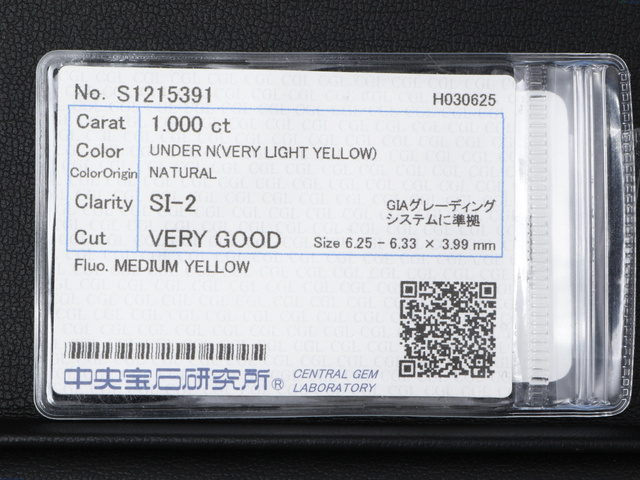 No. S1215391
H030625
Carat 1.000 ct
Color UNDER N(VERY LIGHT YELLOW)
ColorOrigin NATURAL
Clarity SI-2
GIAグレーディング
システムに準拠
Cut VERY GOOD Size 6.25 - 6.33 × 3.99 mm
Fluo. MEDIUM YELLOW
中央宝石研究所®
CENTRAL GEM
LABORATORY